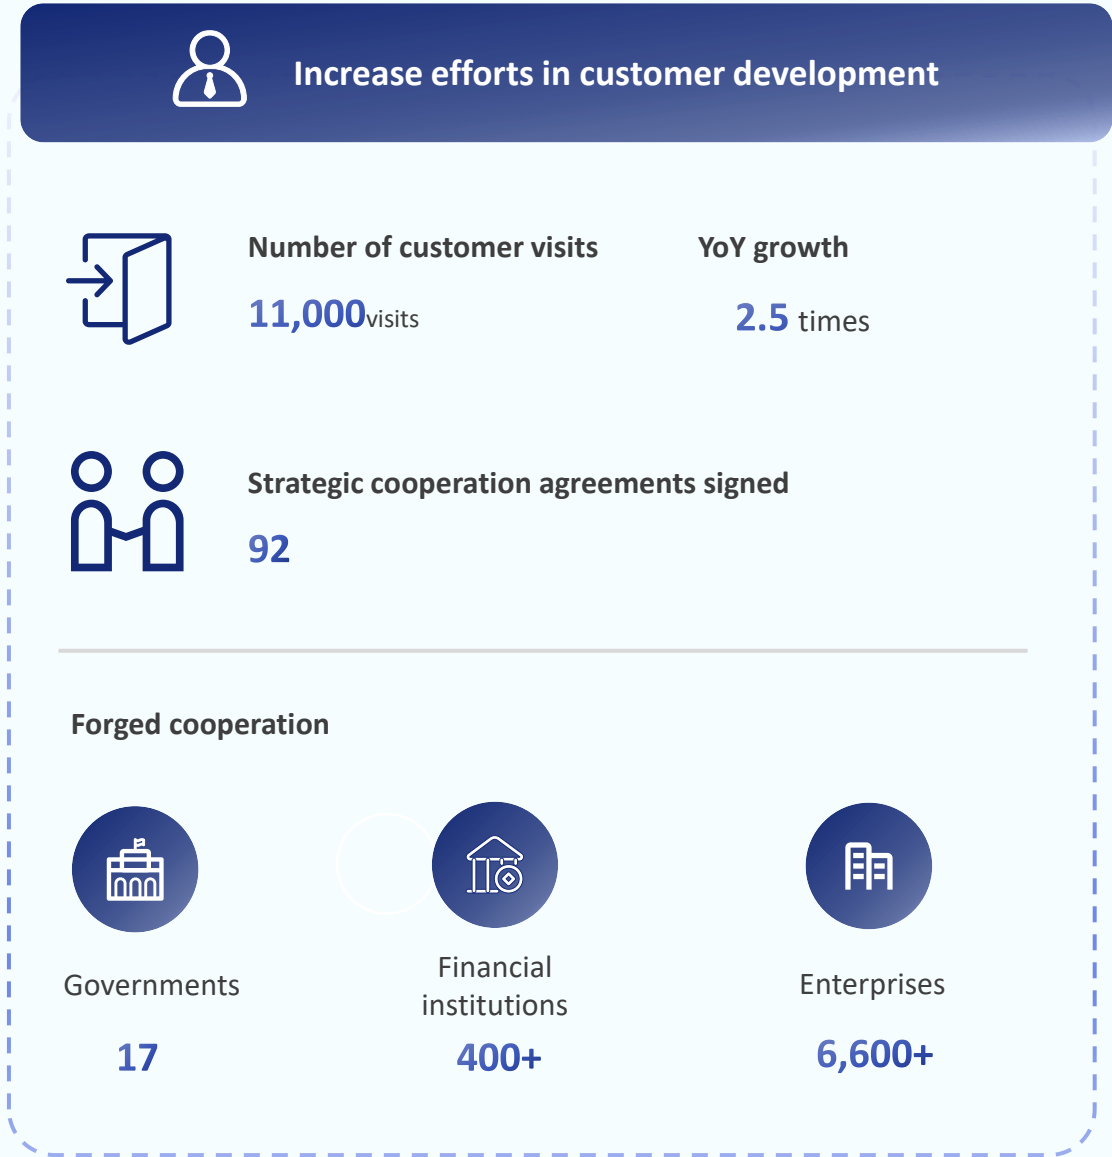 Increase efforts in customer development
Number of customer visits
YoY growth
11,000visits
2.5 times
Strategic cooperation agreements signed
92
Forged cooperation
Governments
Financial
institutions
Enterprises
17
400+
6,600+